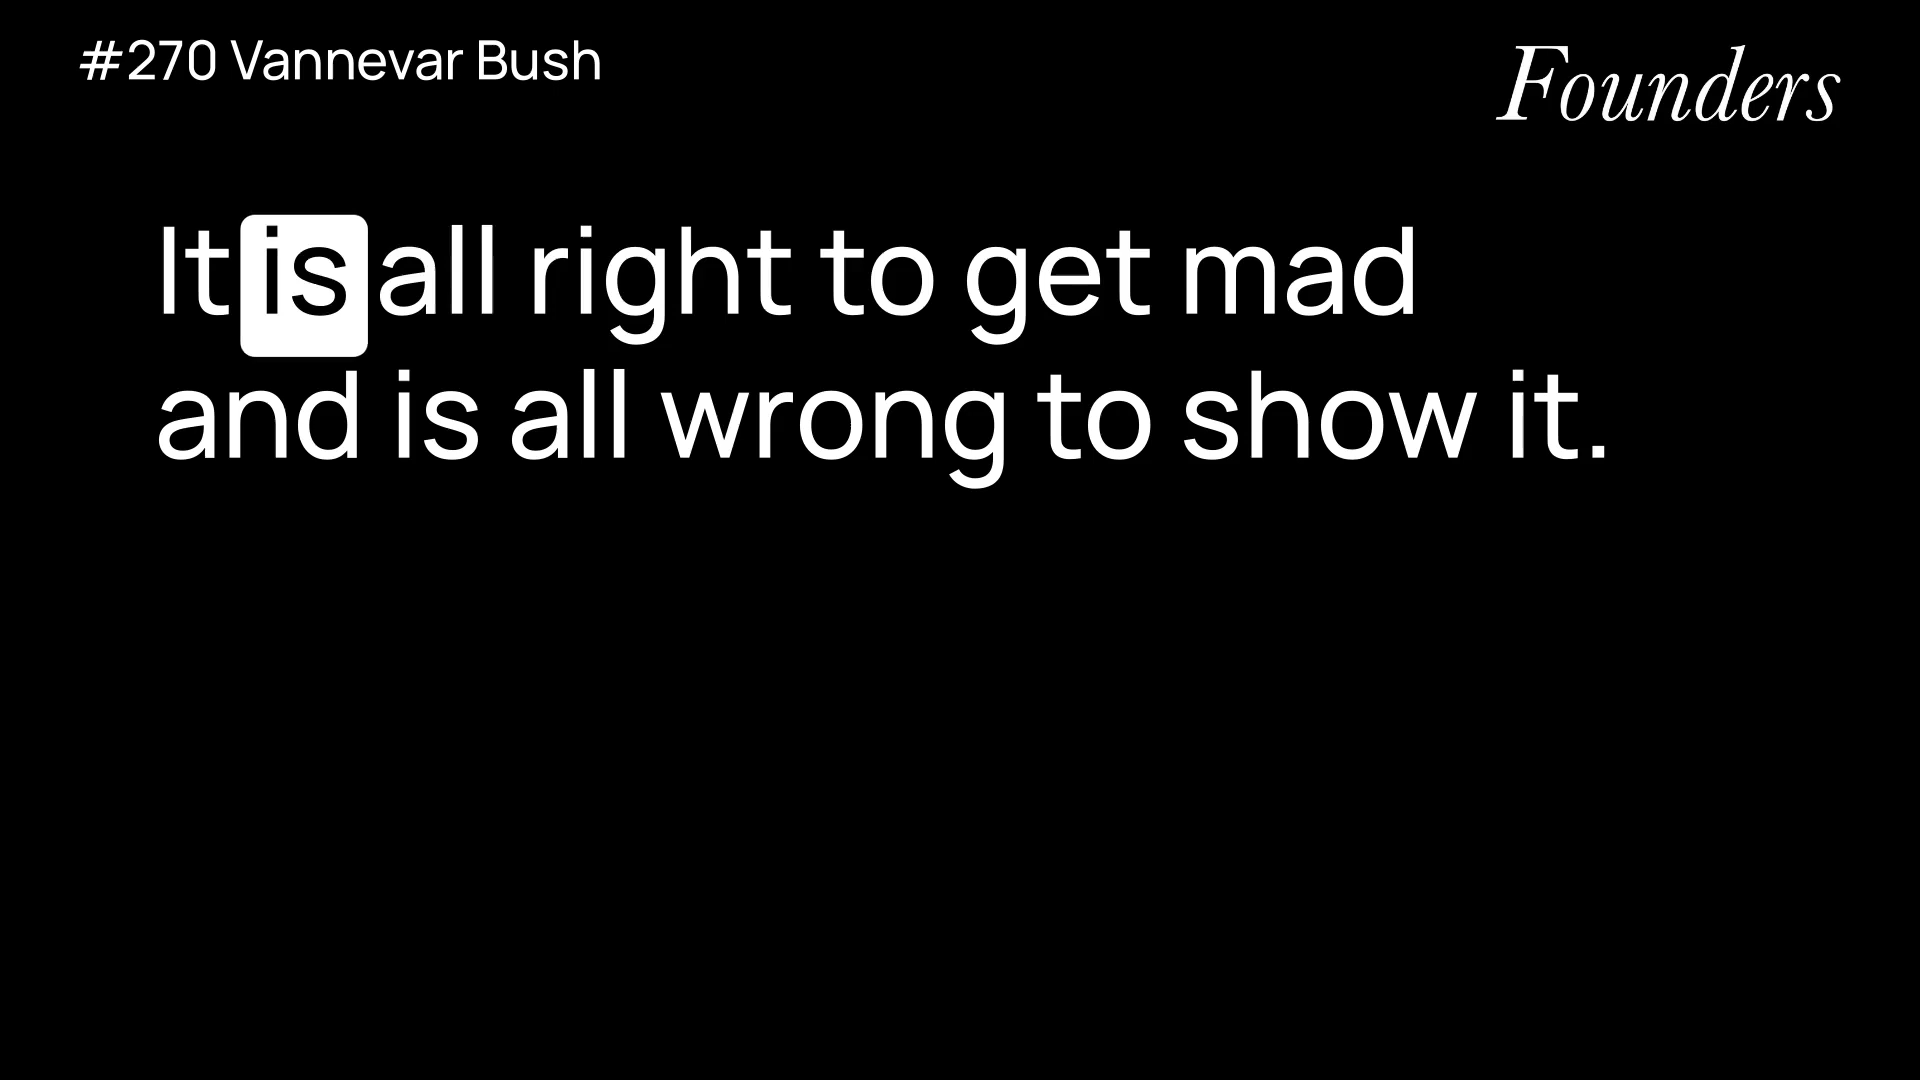 #270 Vannevar Bush
Founders
It is all right to get mad
and is all wrong to show it.